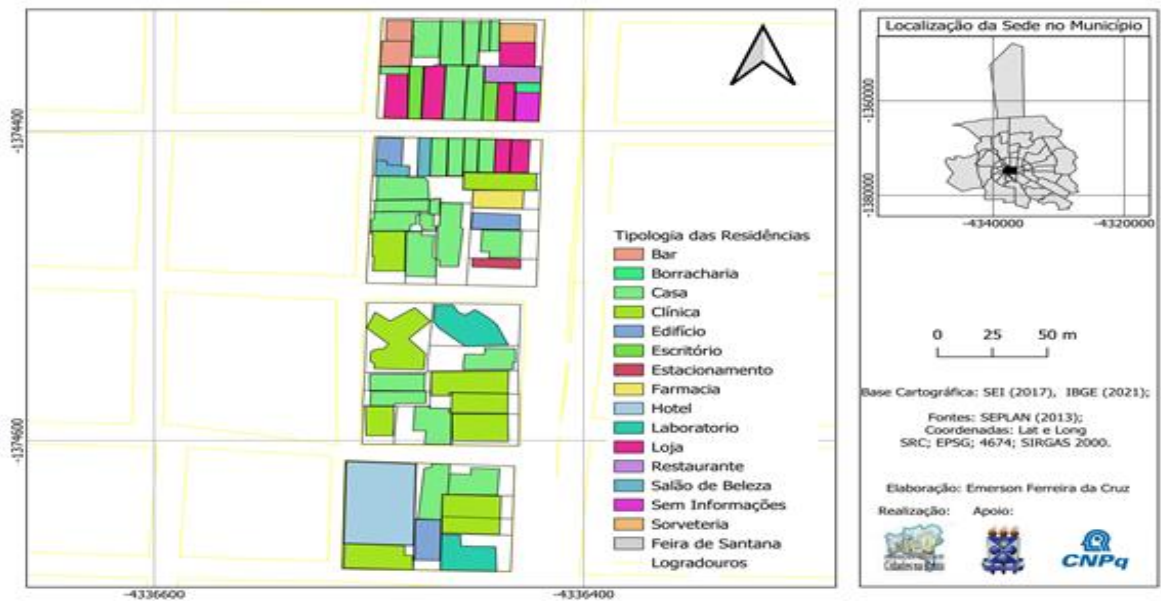 Localização da Sede no Município
-1360000
-1380000
-4340000
-4320000
-1374400
-1374600
-4336600
-4336400
Tipologia das Residências
Bar
Borracharia
Casa
Clínica
Edifício
Escritório
Estacionamento
Farmacia
Hotel
Laboratorio
Loja
Restaurante
Salão de Beleza
Sem Informações
Sorveteria
Feira de Santana
Logradouros
0 25 50 m
Base Cartográfica: SEI (2017), IBGE (2021);
Fontes: SEPLAN (2013);
Coordenadas: Lat e Long
SRC; EPSG; 4674; SIRGAS 2000.
Elaboração: Emerson Ferreira da Cruz
Realização: Apoio:
Cidades na Bahia
CNPq